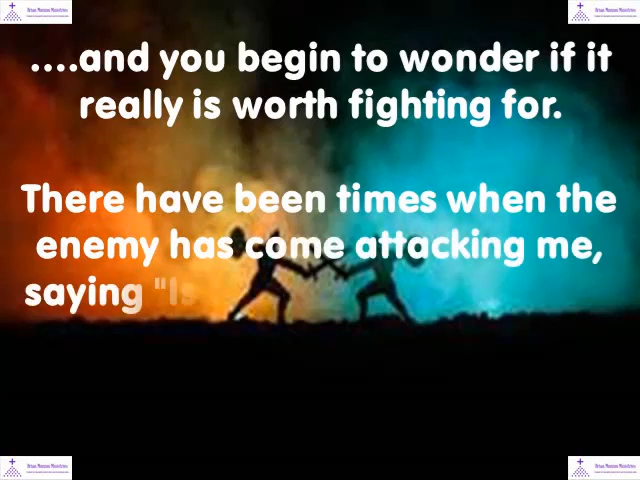 ....and you begin to wonder if it
really is worth fighting for.
There have been times when the
enemy has come attacking me,
saying "Is